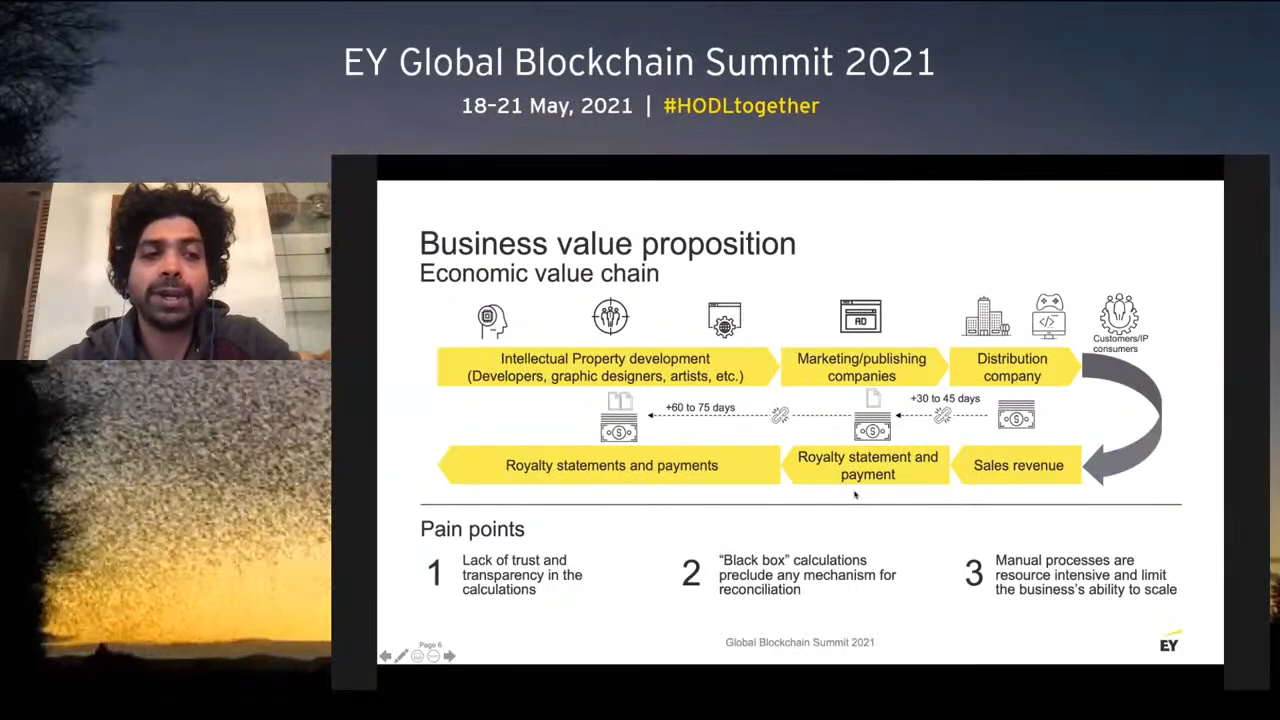 EY Global Blockchain Summit 2021
18–21 May, 2021 | #HODLtogether
Business value proposition
Economic value chain
AD
</>
Customers/IP
consumers
Intellectual Property development
(Developers, graphic designers, artists, etc.)
Marketing/publishing
companies
Distribution
company
+60 to 75 days
+30 to 45 days
$
$
$
Royalty statements and payments
Royalty statement and
payment
Sales revenue
Pain points
1
Lack of trust and
transparency in the
calculations
2
“Black box” calculations
preclude any mechanism for
reconciliation
3
Manual processes are
resource intensive and limit
the business’s ability to scale
Page 6
Global Blockchain Summit 2021
EY